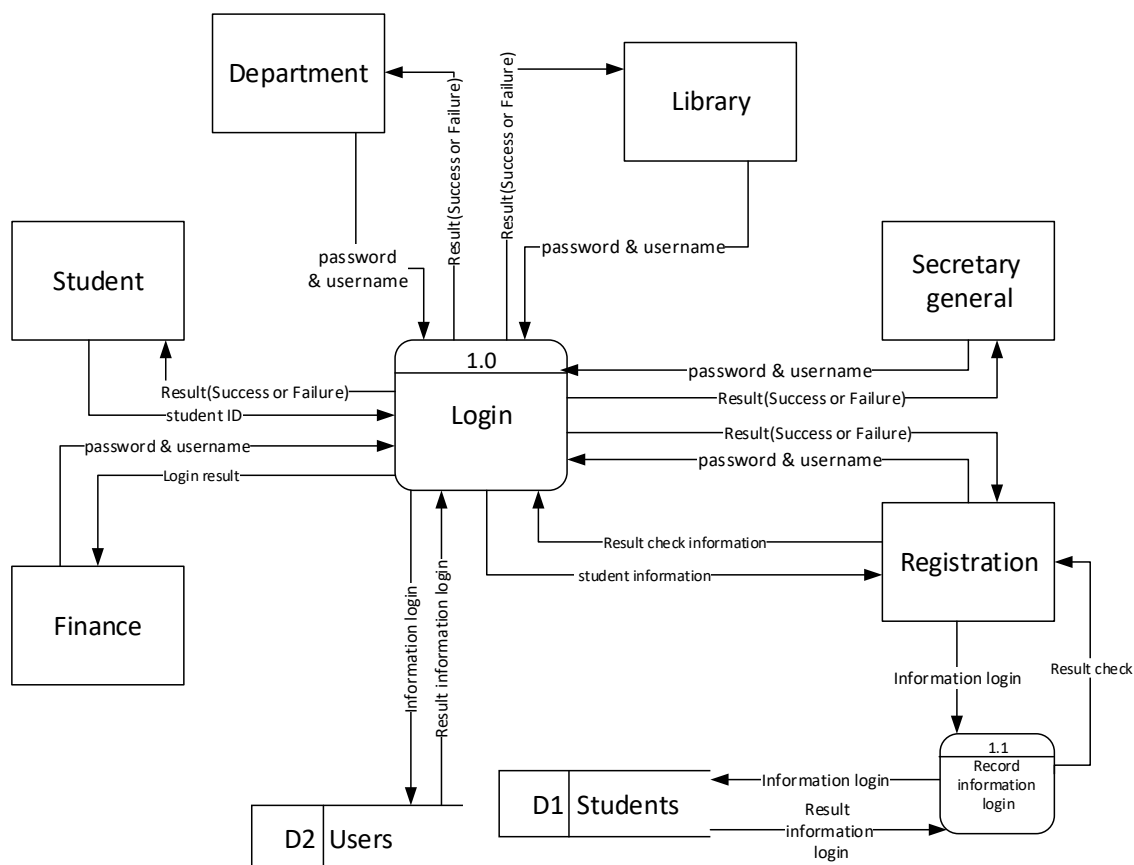 Department
Library
Result(Success or Failure)
Result(Success or Failure)
password
& username
password & username
Student
Secretary
general
1.0
Login
password & username
Result(Success or Failure)
Result(Success or Failure)
student ID
Result(Success or Failure)
password & username
password & username
Login result
Result check information
student information
Registration
Finance
Information login
Result information login
Information login
Result check
1.1
Record
information
login
Information login
D1 Students
Result
information
login
D2 Users